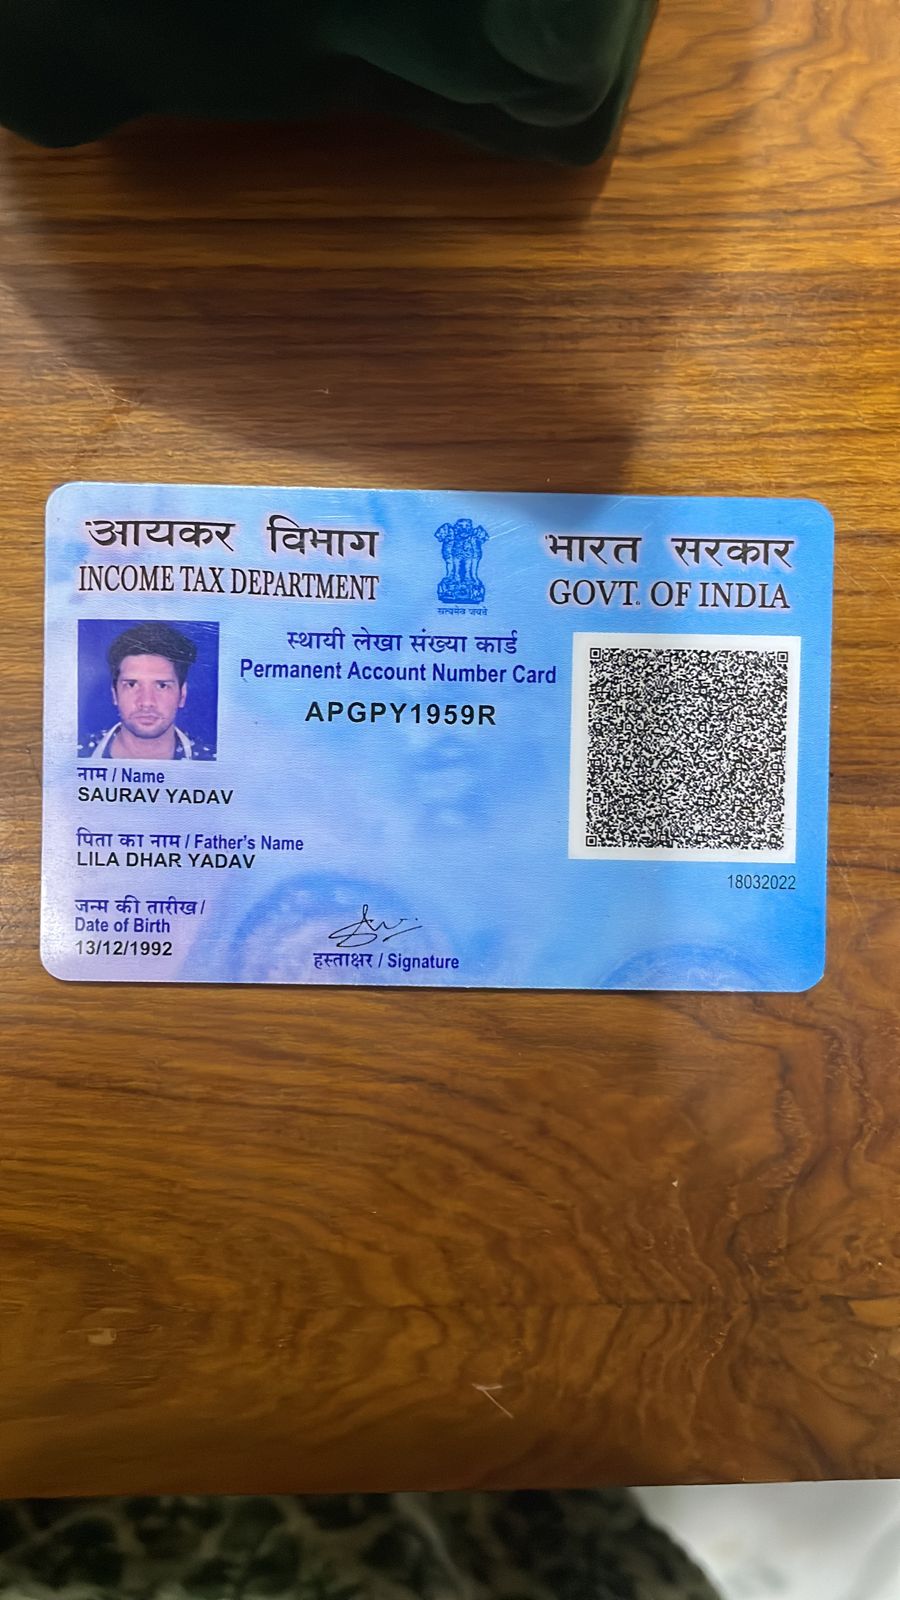 आयकर विभाग
INCOME TAX DEPARTMENT
सत्यमेव जयते
भारत सरकार
GOVT. OF INDIA
स्थायी लेखा संख्या कार्ड
Permanent Account Number Card
APGPY1959R
नाम / Name
SAURAV YADAV
पिता का नाम / Father's Name
LILA DHAR YADAV
जन्म की तारीख /
Date of Birth
13/12/1992
हस्ताक्षर / Signature
18032022